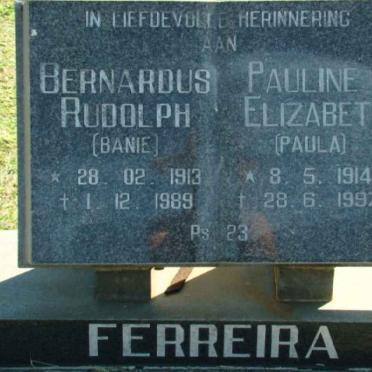 IN LIEFDEVOLLE HERINNERING
AAN
BERNARDUS
RUDOLPH
(BANIE)
* 28. 02. 1913
† 1. 12. 1989
PAULINE
ELIZABET
(PAULA)
* 8. 5. 1914
† 28. 6. 1997
Ps. 23
FERREIRA